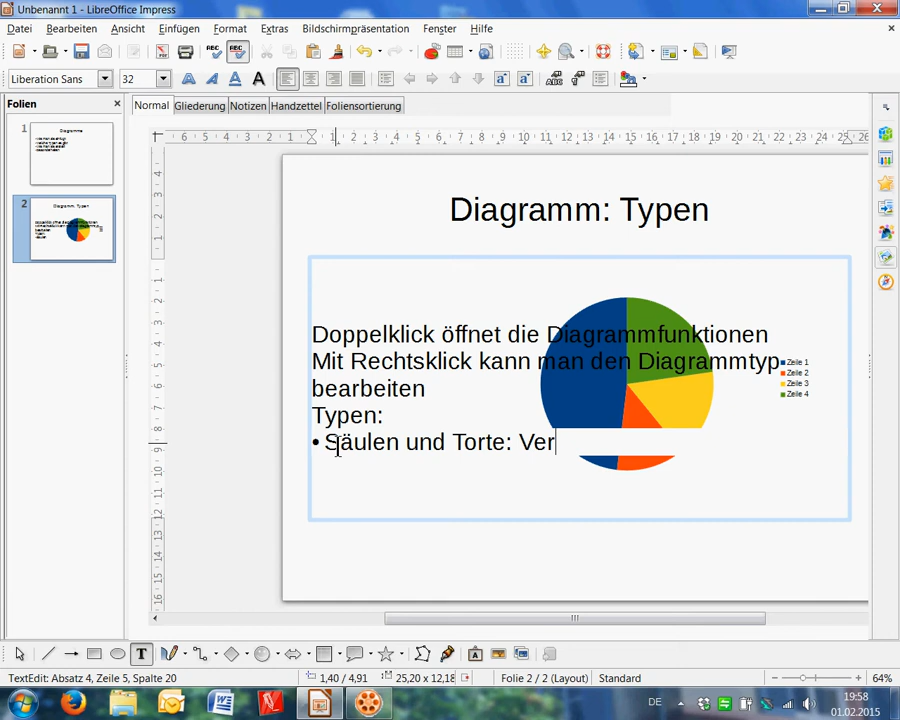 Unbenannt 1 - LibreOffice Impress
Datei Bearbeiten Ansicht Einfügen Format Extras Bildschirmpräsentation Fenster Hilfe
Liberation Sans 32
Folien
Normal Gliederung Notizen Handzettel Foliensortierung
1
2
Diagramm: Typen
Doppelklick öffnet die Diagrammfunktionen
Mit Rechtsklick kann man den Diagrammtyp
bearbeiten
Typen:
• Säulen und Torte: Ver
Zeile 1
Zeile 2
Zeile 3
Zeile 4
TextEdit: Absatz 4, Zeile 5, Spalte 20 1,40 / 4,91 25,20 x 12,18 Folie 2 / 2 (Layout) Standard 64%
DE 19:58
01.02.2015